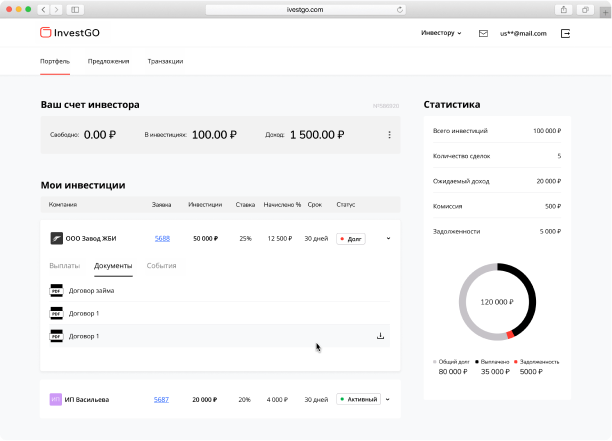 ivestgo.com
InvestGO
Инвестору
us**@mail.com
Портфель Предложения Транзакции
Ваш счет инвестора
Свободно: 0.00 ₽ В инвестициях: 100.00 ₽ Доход: 1 500.00 ₽
Мои инвестиции
Компания Заявка Инвестиции Ставка Начислено % Срок Статус
ООО Завод ЖБИ 5688 50 000 ₽ 25% 12 500 ₽ 30 дней Долг
Выплаты Документы События
PDF Договор займа
PDF Договор 1
PDF Договор 1
ИП ИП Васильева 5687 20 000 ₽ 20% 4 000 ₽ 30 дней Активный
Статистика
Всего инвестиций 100 000 ₽
Количество сделок 5
Ожидаемый доход 20 000 ₽
Комиссия 500 ₽
Задолженности 5 000 ₽
120 000 ₽
Общий долг Выплачено Задолженность
80 000 ₽ 35 000 ₽ 5000 ₽